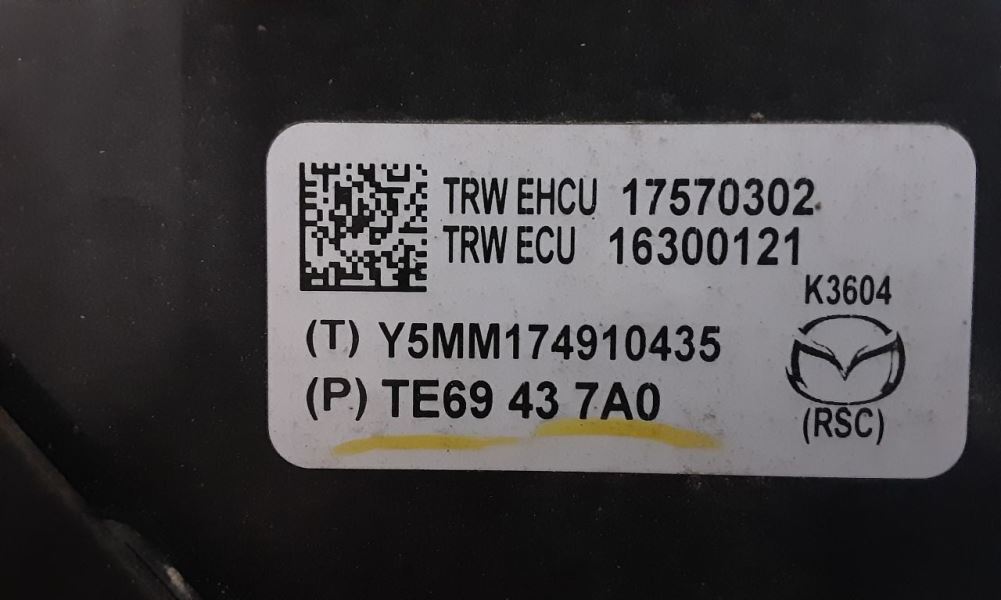 TRW EHCU 17570302
TRW ECU 16300121
K3604
(T) Y5MM174910435
(P) TE69 43 7A0
(RSC)